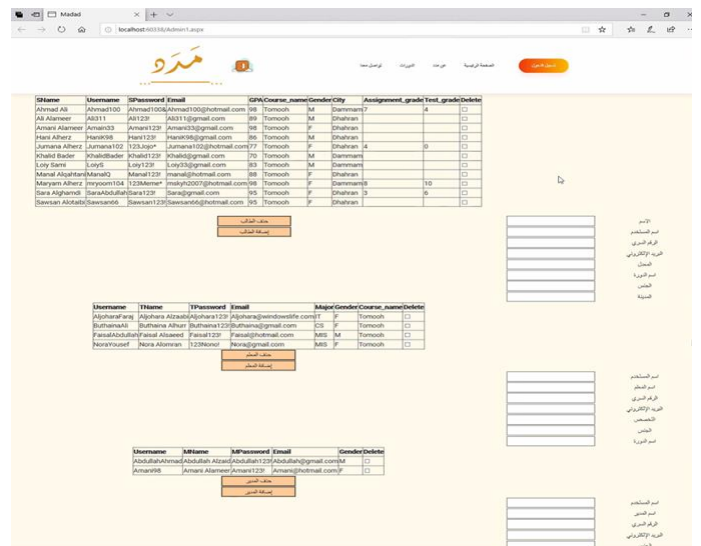 Madad
localhost:60338/Admin1.aspx
مَدَد
الصفحة الرئيسية من نحن الدورات تواصل معنا
SName Username SPassword Email GPA Course_name Gender City Assignment_grade Test_grade Delete
Ahmad Ali Ahmad100 Ahmad100& Ahmad100@hotmail.com 98 Tomooh M Dammam 7 4
Ali Alameer Ali311 Ali123! Ali311@gmail.com 89 Tomooh M Dhahran
Amani Alameer Amain33 Amani123! Amani33@gmail.com 98 Tomooh F Dhahran
Hani Alherz HaniK98 Hani123! HaniK98@gmail.com 86 Tomooh M Dhahran
Jumana Alherz Jumana102 123Jojo* Jumana102@hotmail.com 77 Tomooh F Dhahran 4 0
Khalid Bader KhalidBader Khalid123! Khalid@gmail.com 70 Tomooh M Dammam
Loiy Sami LoiyS Loiy123! Loiy33@gmail.com 83 Tomooh M Dammam
Manal Alqahtani ManalQ Manal123! manal@hotmail.com 88 Tomooh F Dhahran
Maryam Alherz mryoom104 123Meme* mskyh2007@hotmail.com 98 Tomooh F Dammam 8 10
Sara Alghamdi SaraAbdullah Sara123! Sara@gmail.com 95 Tomooh F Dhahran 3 6
Sawsan Alotaibi Sawsan66 Sawsan123! Sawsan66@hotmail.com 95 Tomooh F Dhahran
حذف الطالب
إضافة الطالب
الإسم
اسم المستخدم
الرقم السري
البريد الإلكتروني
المعدل
اسم الدورة
الجنس
المدينة
Username TName TPassword Email Major Gender Course_name Delete
AljoharaFaraj Aljohara Alzaabi Aljohara123! Aljohara@windowslife.com IT F Tomooh
ButhainaAli Buthaina Alhurr Buthaina123! Buthaina@gmail.com CS F Tomooh
FaisalAbdullah Faisal Alsaeed Faisal123! Faisal@hotmail.com MIS M Tomooh
NoraYousef Nora Alomran 123Nono! Nora@gmail.com MIS F Tomooh
حذف المعلم
إضافة المعلم
اسم المستخدم
اسم المعلم
الرقم السري
البريد الإلكتروني
التخصص
الجنس
اسم الدورة
Username MName MPassword Email Gender Delete
AbdullahAhmad Abdullah Alzaid Abdullah123! Abdullah@gmail.com M
Amani98 Amani Alameer Amani123! Amani@hotmail.com F
حذف المدير
إضافة المدير
اسم المستخدم
اسم المدير
الرقم السري
البريد الإلكتروني
الجنس